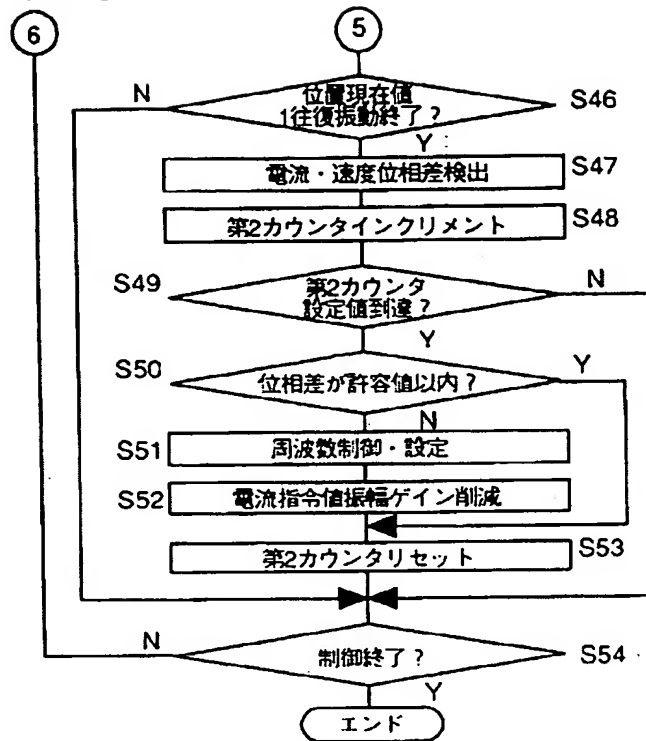 6
5
N
位置現在値
1往復振動終了？
S46
Y
電流・速度位相差検出
S47
第2カウンタインクリメント
S48
S49
第2カウンタ
設定値到達？
N
Y
S50
位相差が許容値以内？
Y
N
S51
周波数制御・設定
S52
電流指令値振幅ゲイン削減
第2カウンタリセット
S53
N
制御終了？
S54
Y
エンド